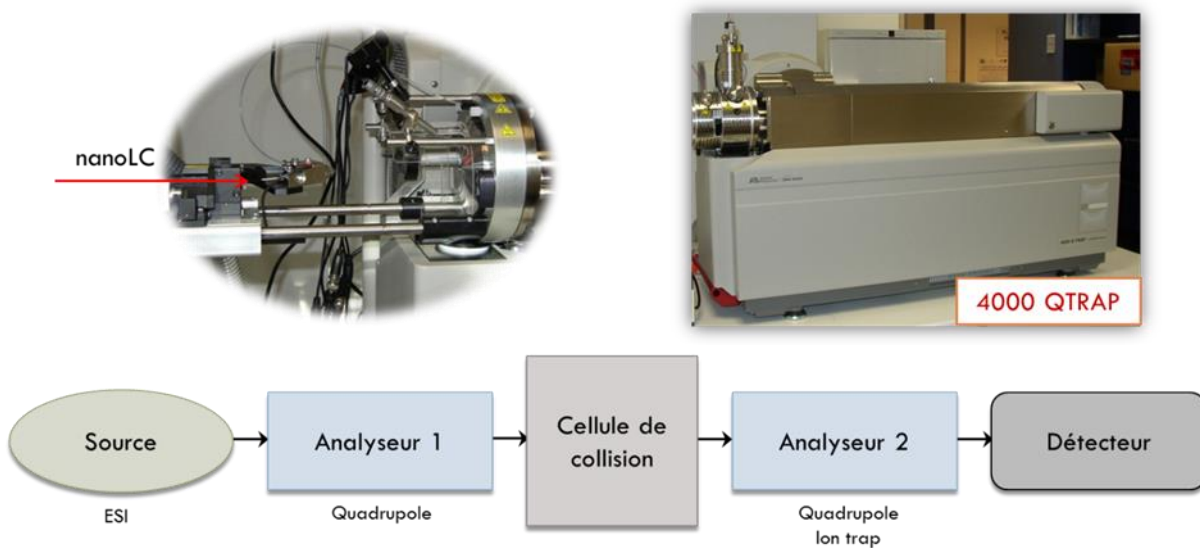 nanoLC
4000 QTRAP
Source
Analyseur 1
Cellule de
collision
Analyseur 2
Détecteur
ESI
Quadrupole
Quadrupole
Ion trap